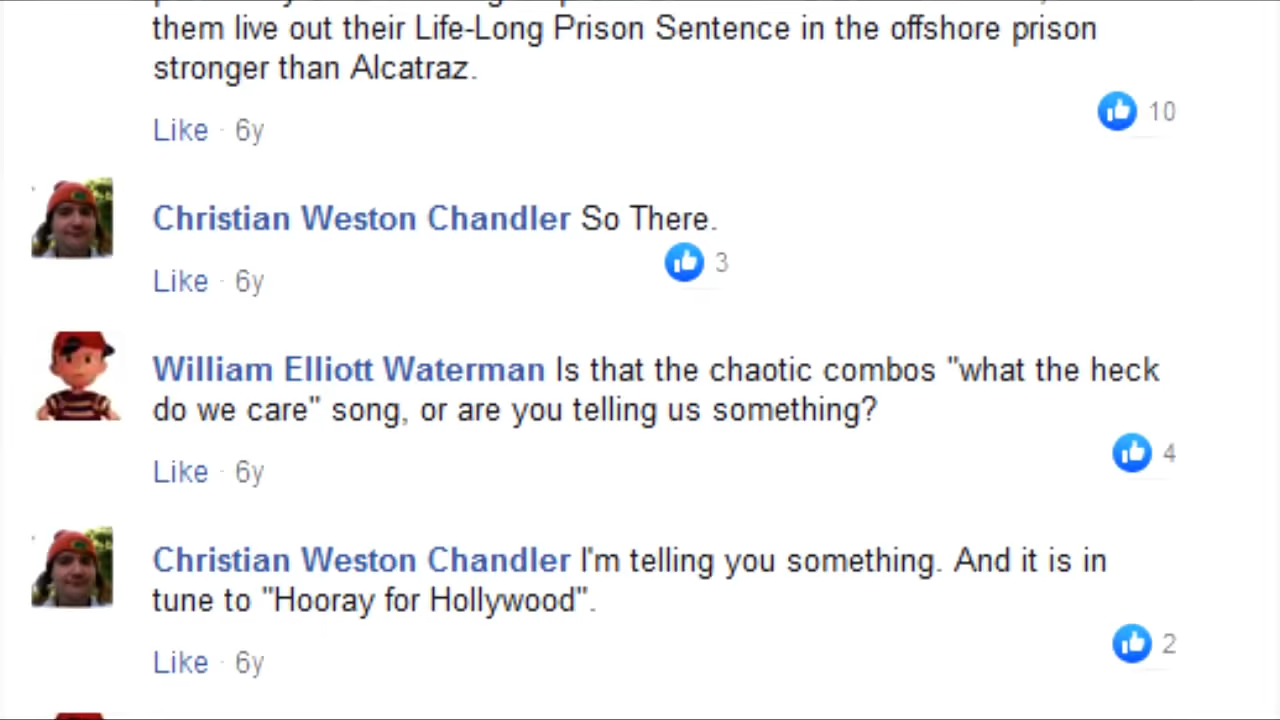 them live out their Life-Long Prison Sentence in the offshore prison
stronger than Alcatraz.
10
Like · 6y
Christian Weston Chandler So There.
3
Like · 6y
William Elliott Waterman Is that the chaotic combos "what the heck
do we care" song, or are you telling us something?
4
Like · 6y
Christian Weston Chandler I'm telling you something. And it is in
tune to "Hooray for Hollywood".
2
Like · 6y